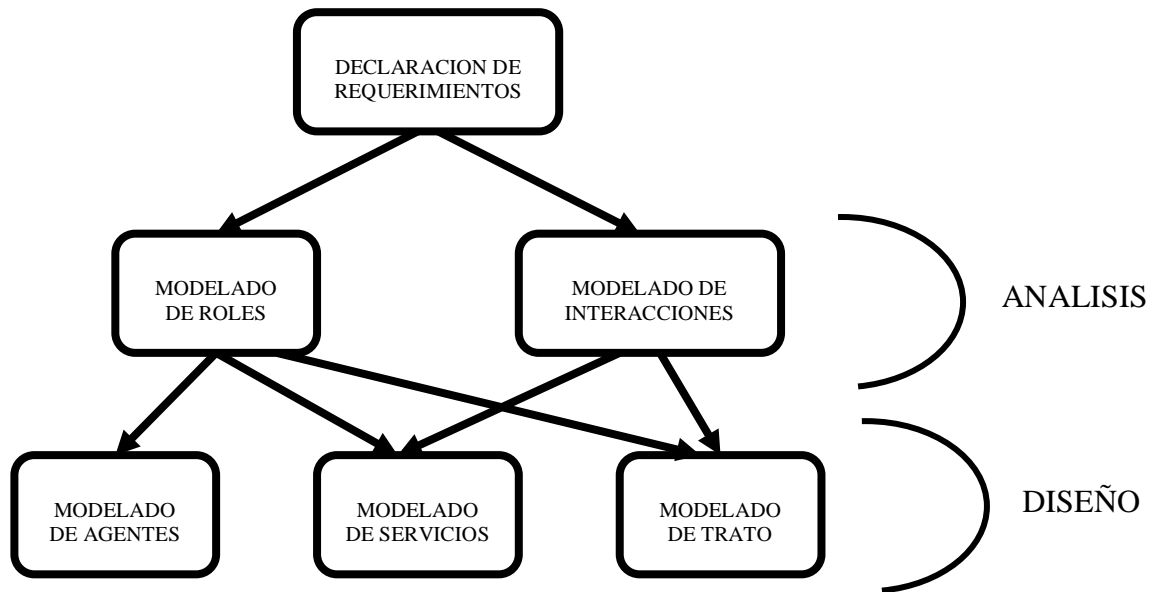 DECLARACION DE
REQUERIMIENTOS
MODELADO
DE ROLES
MODELADO DE
INTERACCIONES
ANALISIS
MODELADO
DE AGENTES
MODELADO
DE SERVICIOS
MODELADO
DE TRATO
DISEÑO